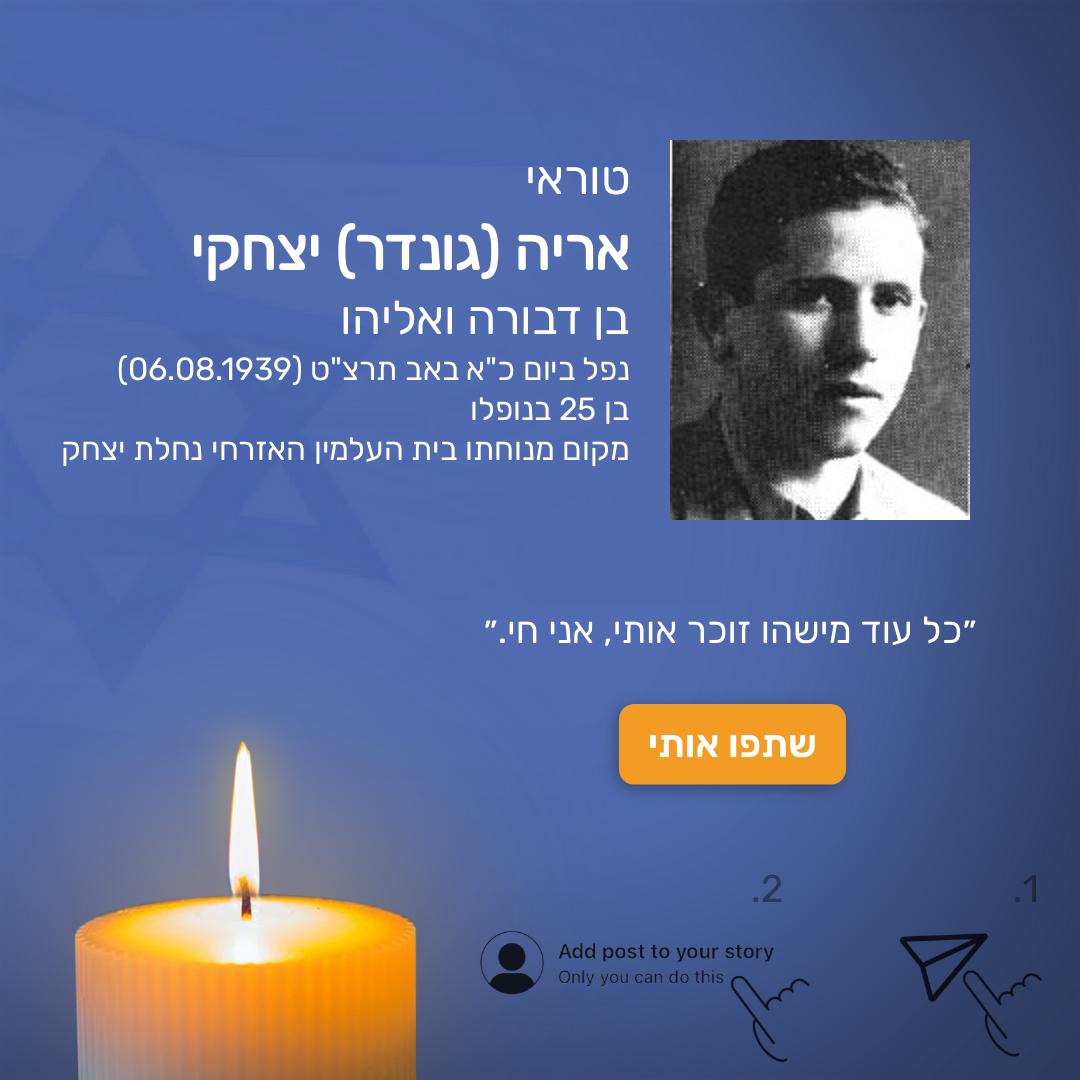 טוראי
אריה (גונדר) יצחקי
בן דבורה ואליהו
נפל ביום כ"א באב תרצ"ט (06.08.1939)
בן 25 בנופלו
מקום מנוחתו בית העלמין האזרחי נחלת יצחק
״כל עוד מישהו זוכר אותי, אני חי.״
שתפו אותי
1.
2.
Add post to your story
Only you can do this